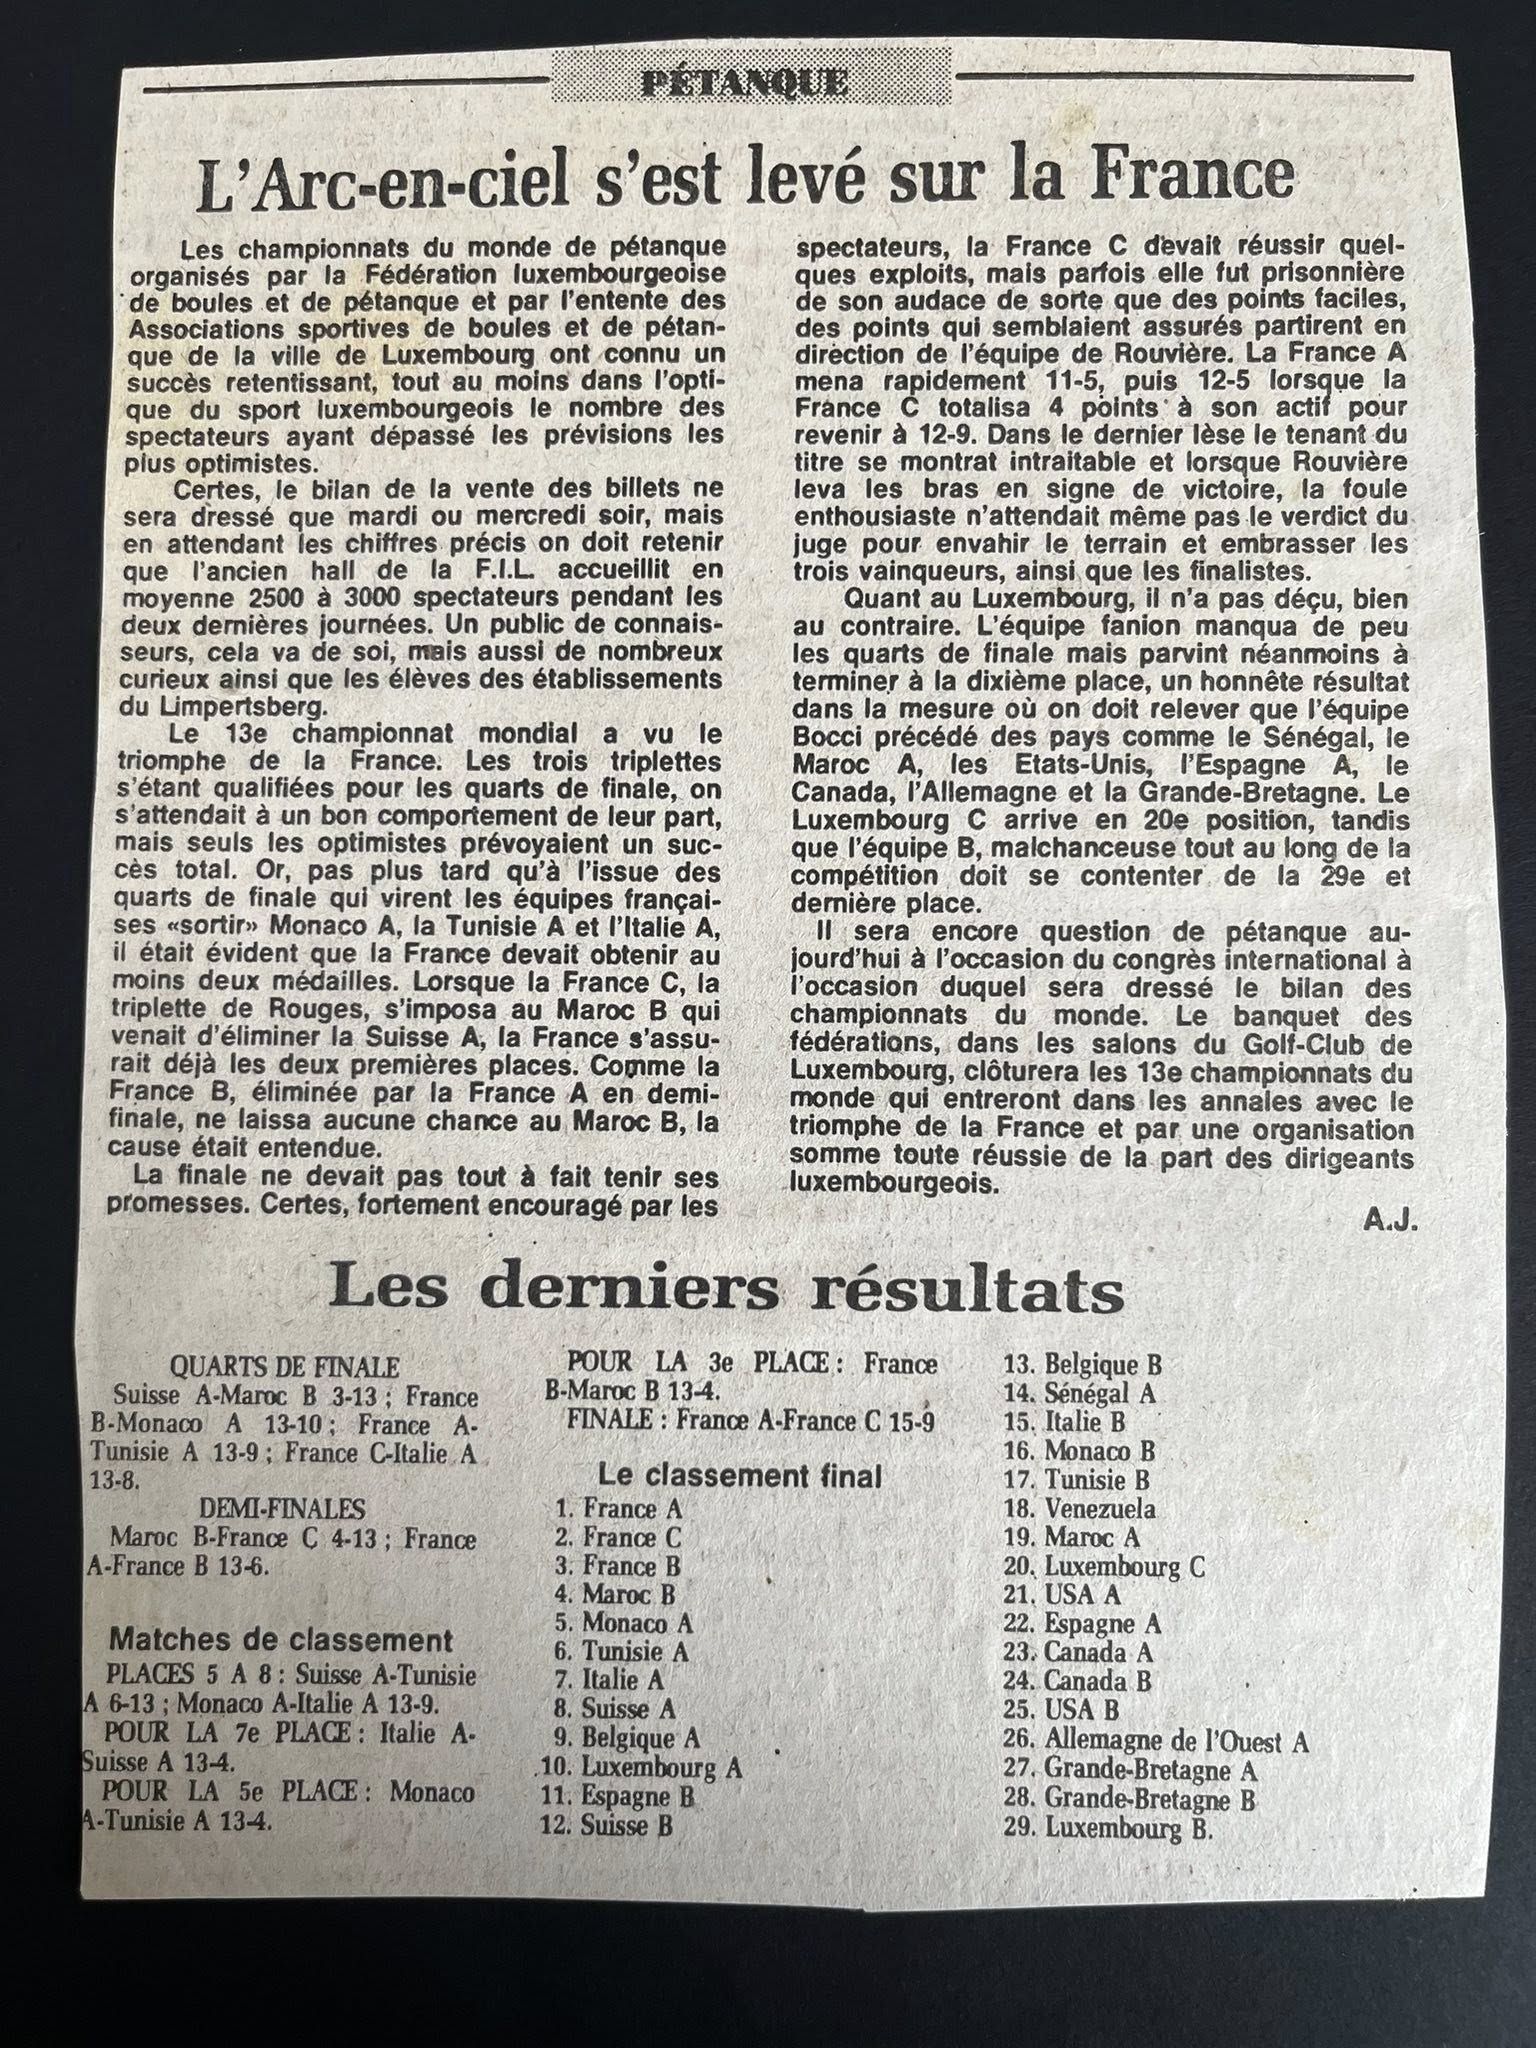 PÉTANQUE
L'Arc-en-ciel s'est levé sur la France
Les championnats du monde de pétanque
organisés par la Fédération luxembourgeoise
de boules et de pétanque et par l'entente des
Associations sportives de boules et de pétan-
que de la ville de Luxembourg ont connu un
succès retentissant, tout au moins dans l'opti-
que du sport luxembourgeois le nombre des
spectateurs ayant dépassé les prévisions les
plus optimistes.
Certes, le bilan de la vente des billets ne
sera dressé que mardi ou mercredi soir, mais
en attendant les chiffres précis on doit retenir
que l'ancien hall de la F.I.L. accueillit en
moyenne 2500 à 3000 spectateurs pendant les
deux dernières journées. Un public de connais-
seurs, cela va de soi, mais aussi de nombreux
curieux ainsi que les élèves des établissements
du Limpertsberg.
Le 13e championnat mondial a vu le
triomphe de la France. Les trois triplettes
s'étant qualifiées pour les quarts de finale, on
s'attendait à un bon comportement de leur part,
mais seuls les optimistes prévoyaient un suc-
cès total. Or, pas plus tard qu'à l'issue des
quarts de finale qui virent les équipes françai-
ses «sortir» Monaco A, la Tunisie A et l'Italie A,
il était évident que la France devait obtenir au
moins deux médailles. Lorsque la France C, la
triplette de Rouges, s'imposa au Maroc B qui
venait d'éliminer la Suisse A, la France s'assu-
rait déjà les deux premières places. Comme la
France B, éliminée par la France A en demi-
finale, ne laissa aucune chance au Maroc B, la
cause était entendue.
La finale ne devait pas tout à fait tenir ses
promesses. Certes, fortement encouragé par les
spectateurs, la France C devait réussir quel-
ques exploits, mais parfois elle fut prisonnière
de son audace de sorte que des points faciles,
des points qui semblaient assurés partirent en
direction de l'équipe de Rouvière. La France A
mena rapidement 11-5, puis 12-5 lorsque la
France C totalisa 4 points à son actif pour
revenir à 12-9. Dans le dernier lèse le tenant du
titre se montrat intraitable et lorsque Rouvière
leva les bras en signe de victoire, la foule
enthousiaste n'attendait même pas le verdict du
juge pour envahir le terrain et embrasser les
trois vainqueurs, ainsi que les finalistes.
Quant au Luxembourg, il n'a pas déçu, bien
au contraire. L'équipe fanion manqua de peu
les quarts de finale mais parvint néanmoins à
terminer à la dixième place, un honnête résultat
dans la mesure où on doit relever que l'équipe
Bocci précédé des pays comme le Sénégal, le
Maroc A, les Etats-Unis, l'Espagne A, le
Canada, l'Allemagne et la Grande-Bretagne. Le
Luxembourg C arrive en 20e position, tandis
que l'équipe B, malchanceuse tout au long de la
compétition doit se contenter de la 29e et
dernière place.
Il sera encore question de pétanque au-
jourd'hui à l'occasion du congrès international à
l'occasion duquel sera dressé le bilan des
championnats du monde. Le banquet des
fédérations, dans les salons du Golf-Club de
Luxembourg, clôturera les 13e championnats du
monde qui entreront dans les annales avec le
triomphe de la France et par une organisation
somme toute réussie de la part des dirigeants
luxembourgeois.
A.J.
Les derniers résultats
QUARTS DE FINALE
Suisse A-Maroc B 3-13 ; France
B-Monaco A 13-10 ; France A-
Tunisie A 13-9 ; France C-Italie A
13-8.
DEMI-FINALES
Maroc B-France C 4-13 ; France
A-France B 13-6.
Matches de classement
PLACES 5 A 8 : Suisse A-Tunisie
A 6-13 ; Monaco A-Italie A 13-9.
POUR LA 7e PLACE : Italie A-
Suisse A 13-4.
POUR LA 5e PLACE : Monaco
A-Tunisie A 13-4.
POUR LA 3e PLACE : France
B-Maroc B 13-4.
FINALE : France A-France C 15-9
Le classement final
1. France A
2. France C
3. France B
4. Maroc B
5. Monaco A
6. Tunisie A
7. Italie A
8. Suisse A
9. Belgique A
10. Luxembourg A
11. Espagne B
12. Suisse B
13. Belgique B
14. Sénégal A
15. Italie B
16. Monaco B
17. Tunisie B
18. Venezuela
19. Maroc A
20. Luxembourg C
21. USA A
22. Espagne A
23. Canada A
24. Canada B
25. USA B
26. Allemagne de l'Ouest A
27. Grande-Bretagne A
28. Grande-Bretagne B
29. Luxembourg B.